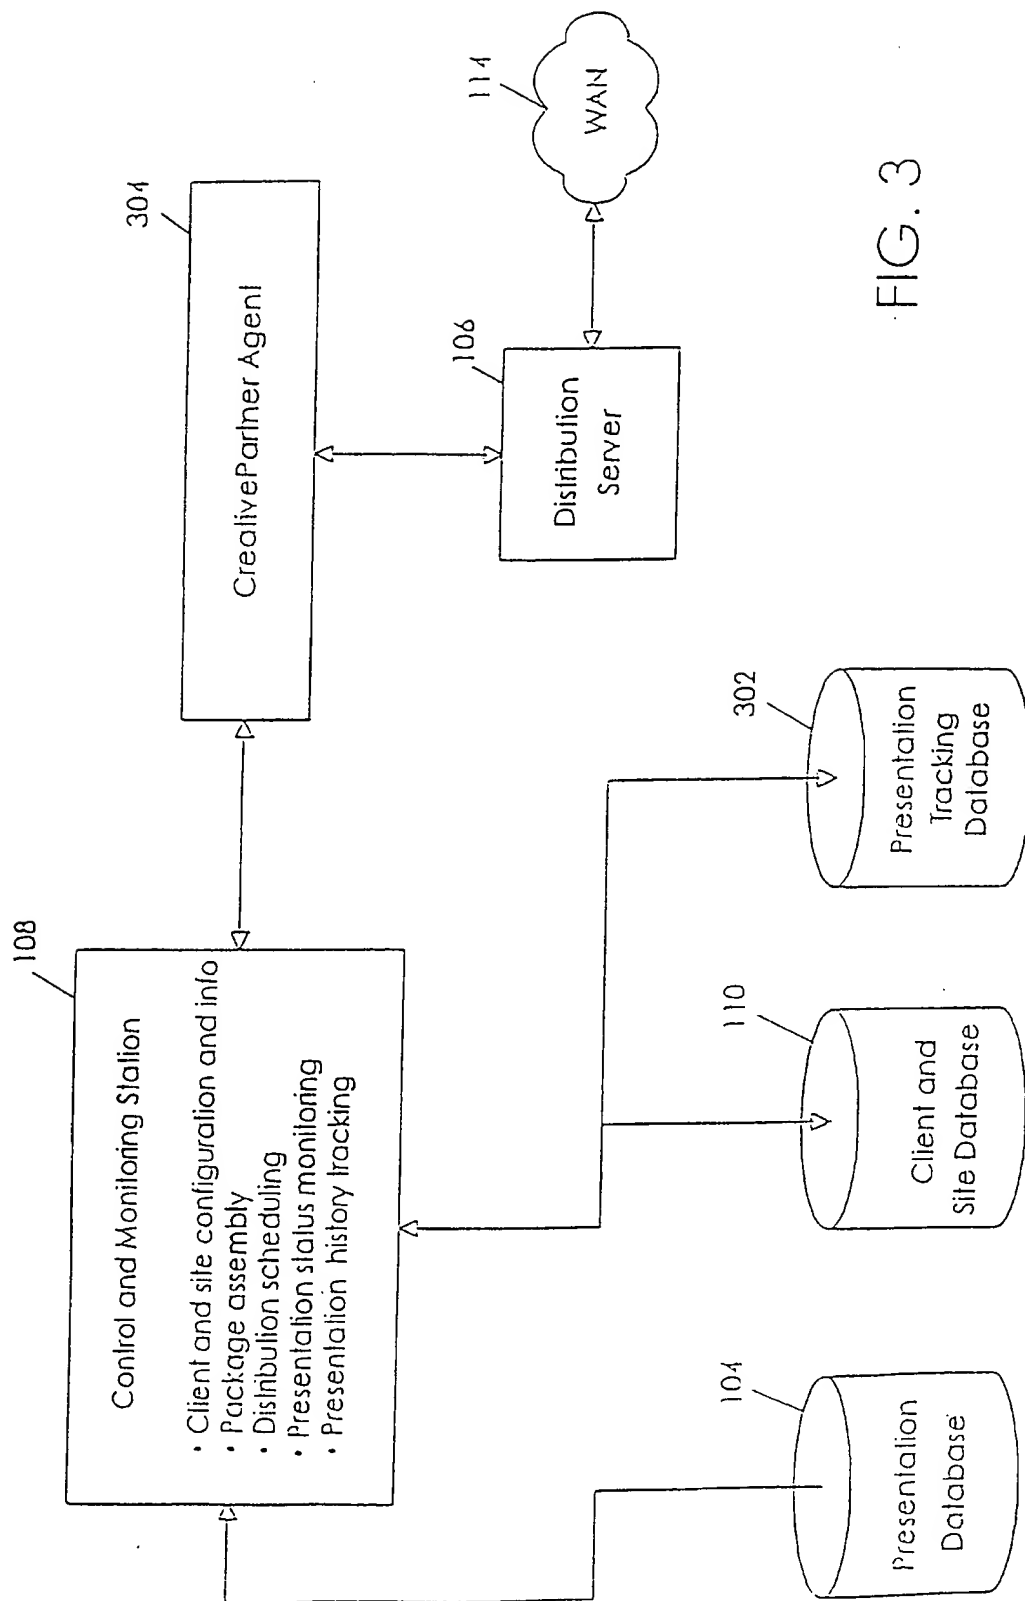 108
Control and Monitoring Station
· Client and site configuration and info
· Package assembly
· Distribution scheduling
· Presentation status monitoring
· Presentation history tracking
304
CreativePartner Agent
106
Distribution
Server
114
WAN
104
Presentation
Database
110
Client and
Site Database
302
Presentation
Tracking
Database
FIG. 3